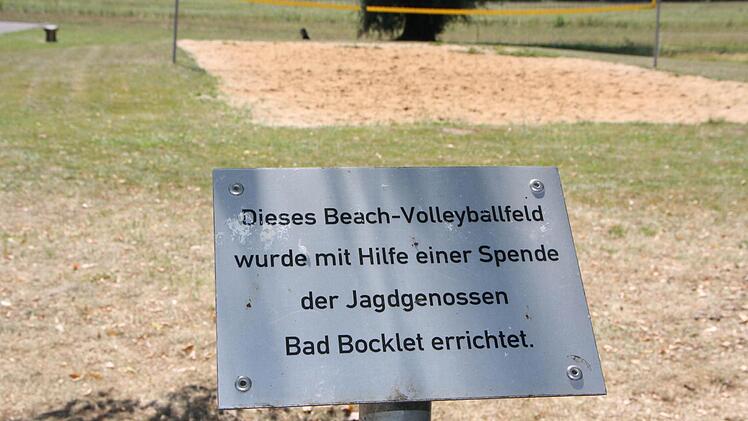 Dieses Beach-Volleyballfeld
wurde mit Hilfe einer Spende
der Jagdgenossen
Bad Bocklet errichtet.